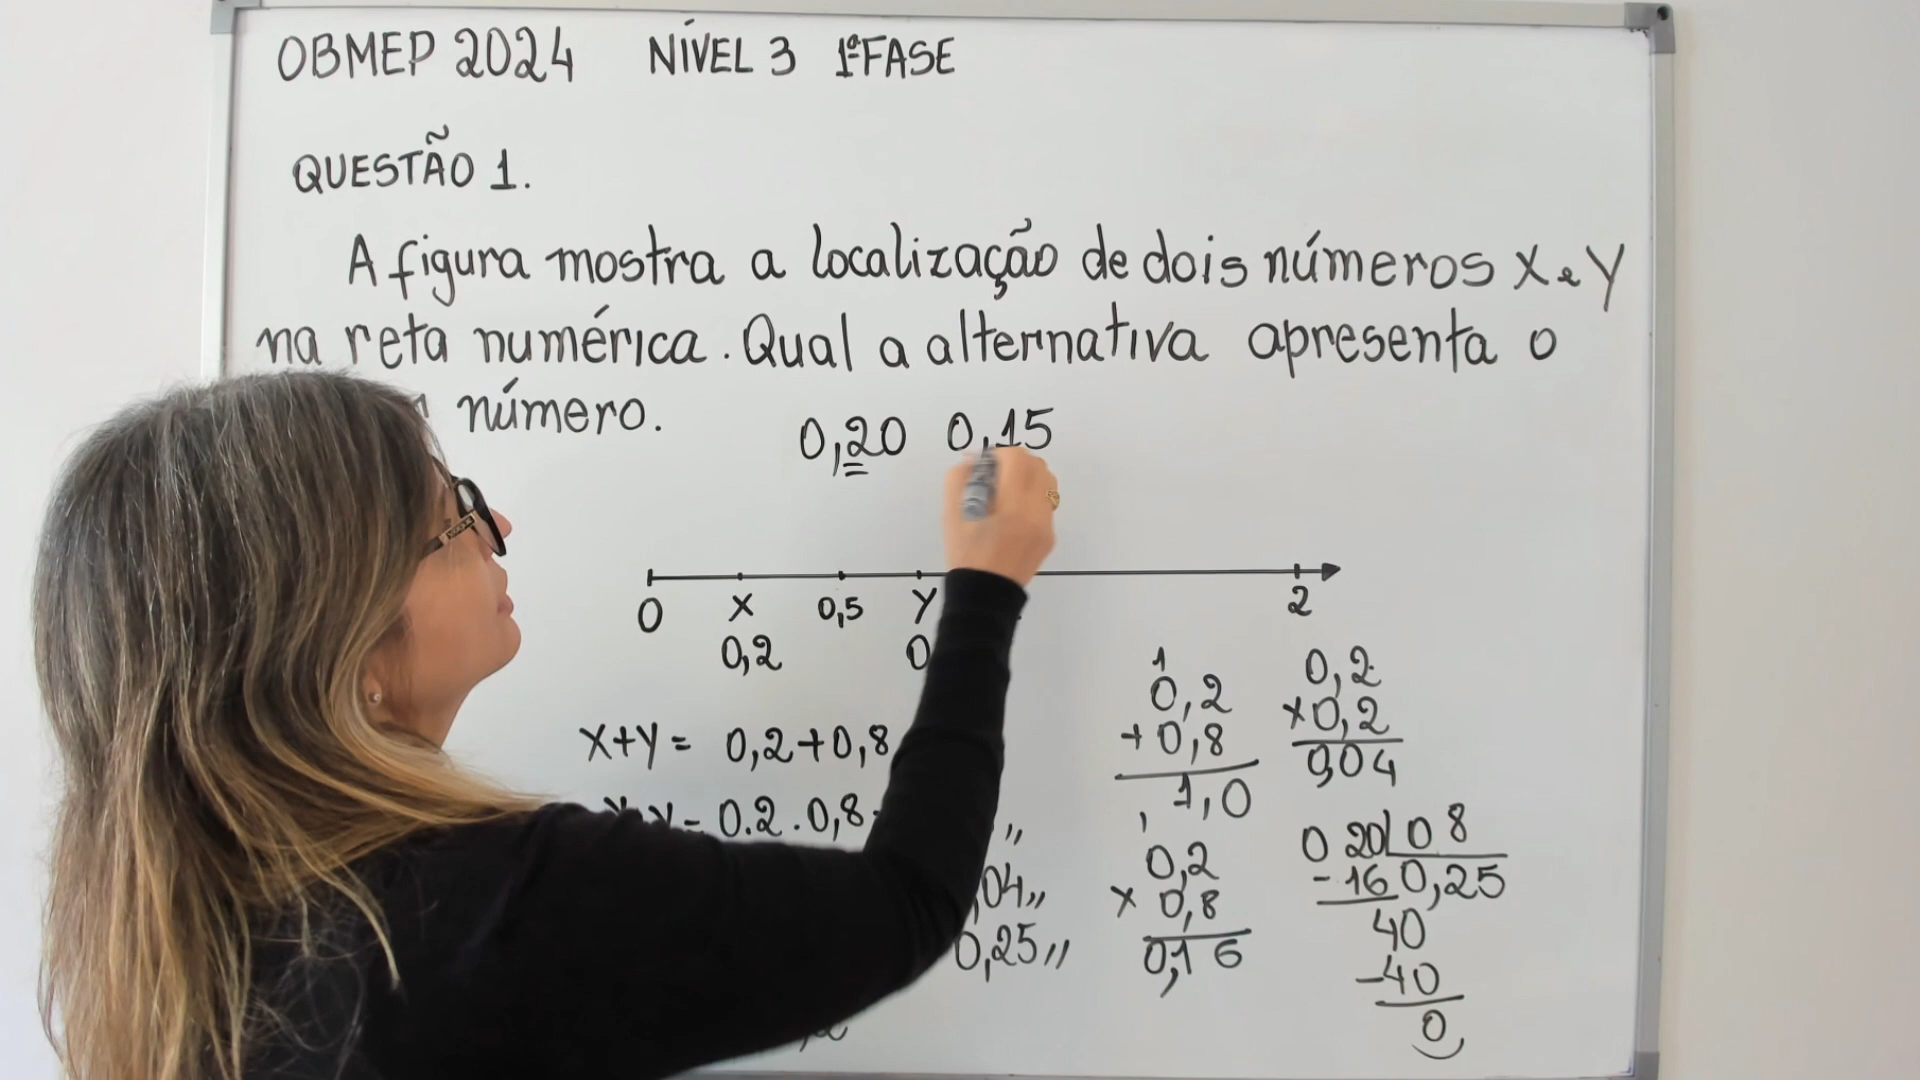 OBMEP 2024 NÍVEL 3 1ª FASE
QUESTÃO 1.
A figura mostra a localização de dois números X e Y
na reta numérica. Qual a alternativa apresenta o
número.
0,20 0,15
0 X 0,5 Y 2
0,2 0
X+Y = 0,2+0,8
= 0.2 . 0,8
,,
,04,,
0,25,,
1
0,2
+ 0,8
1,0
0,2
x 0,8
0,16
0,2
x0,2
0,04
0 20 0 8
-16 0,25
40
-40
0